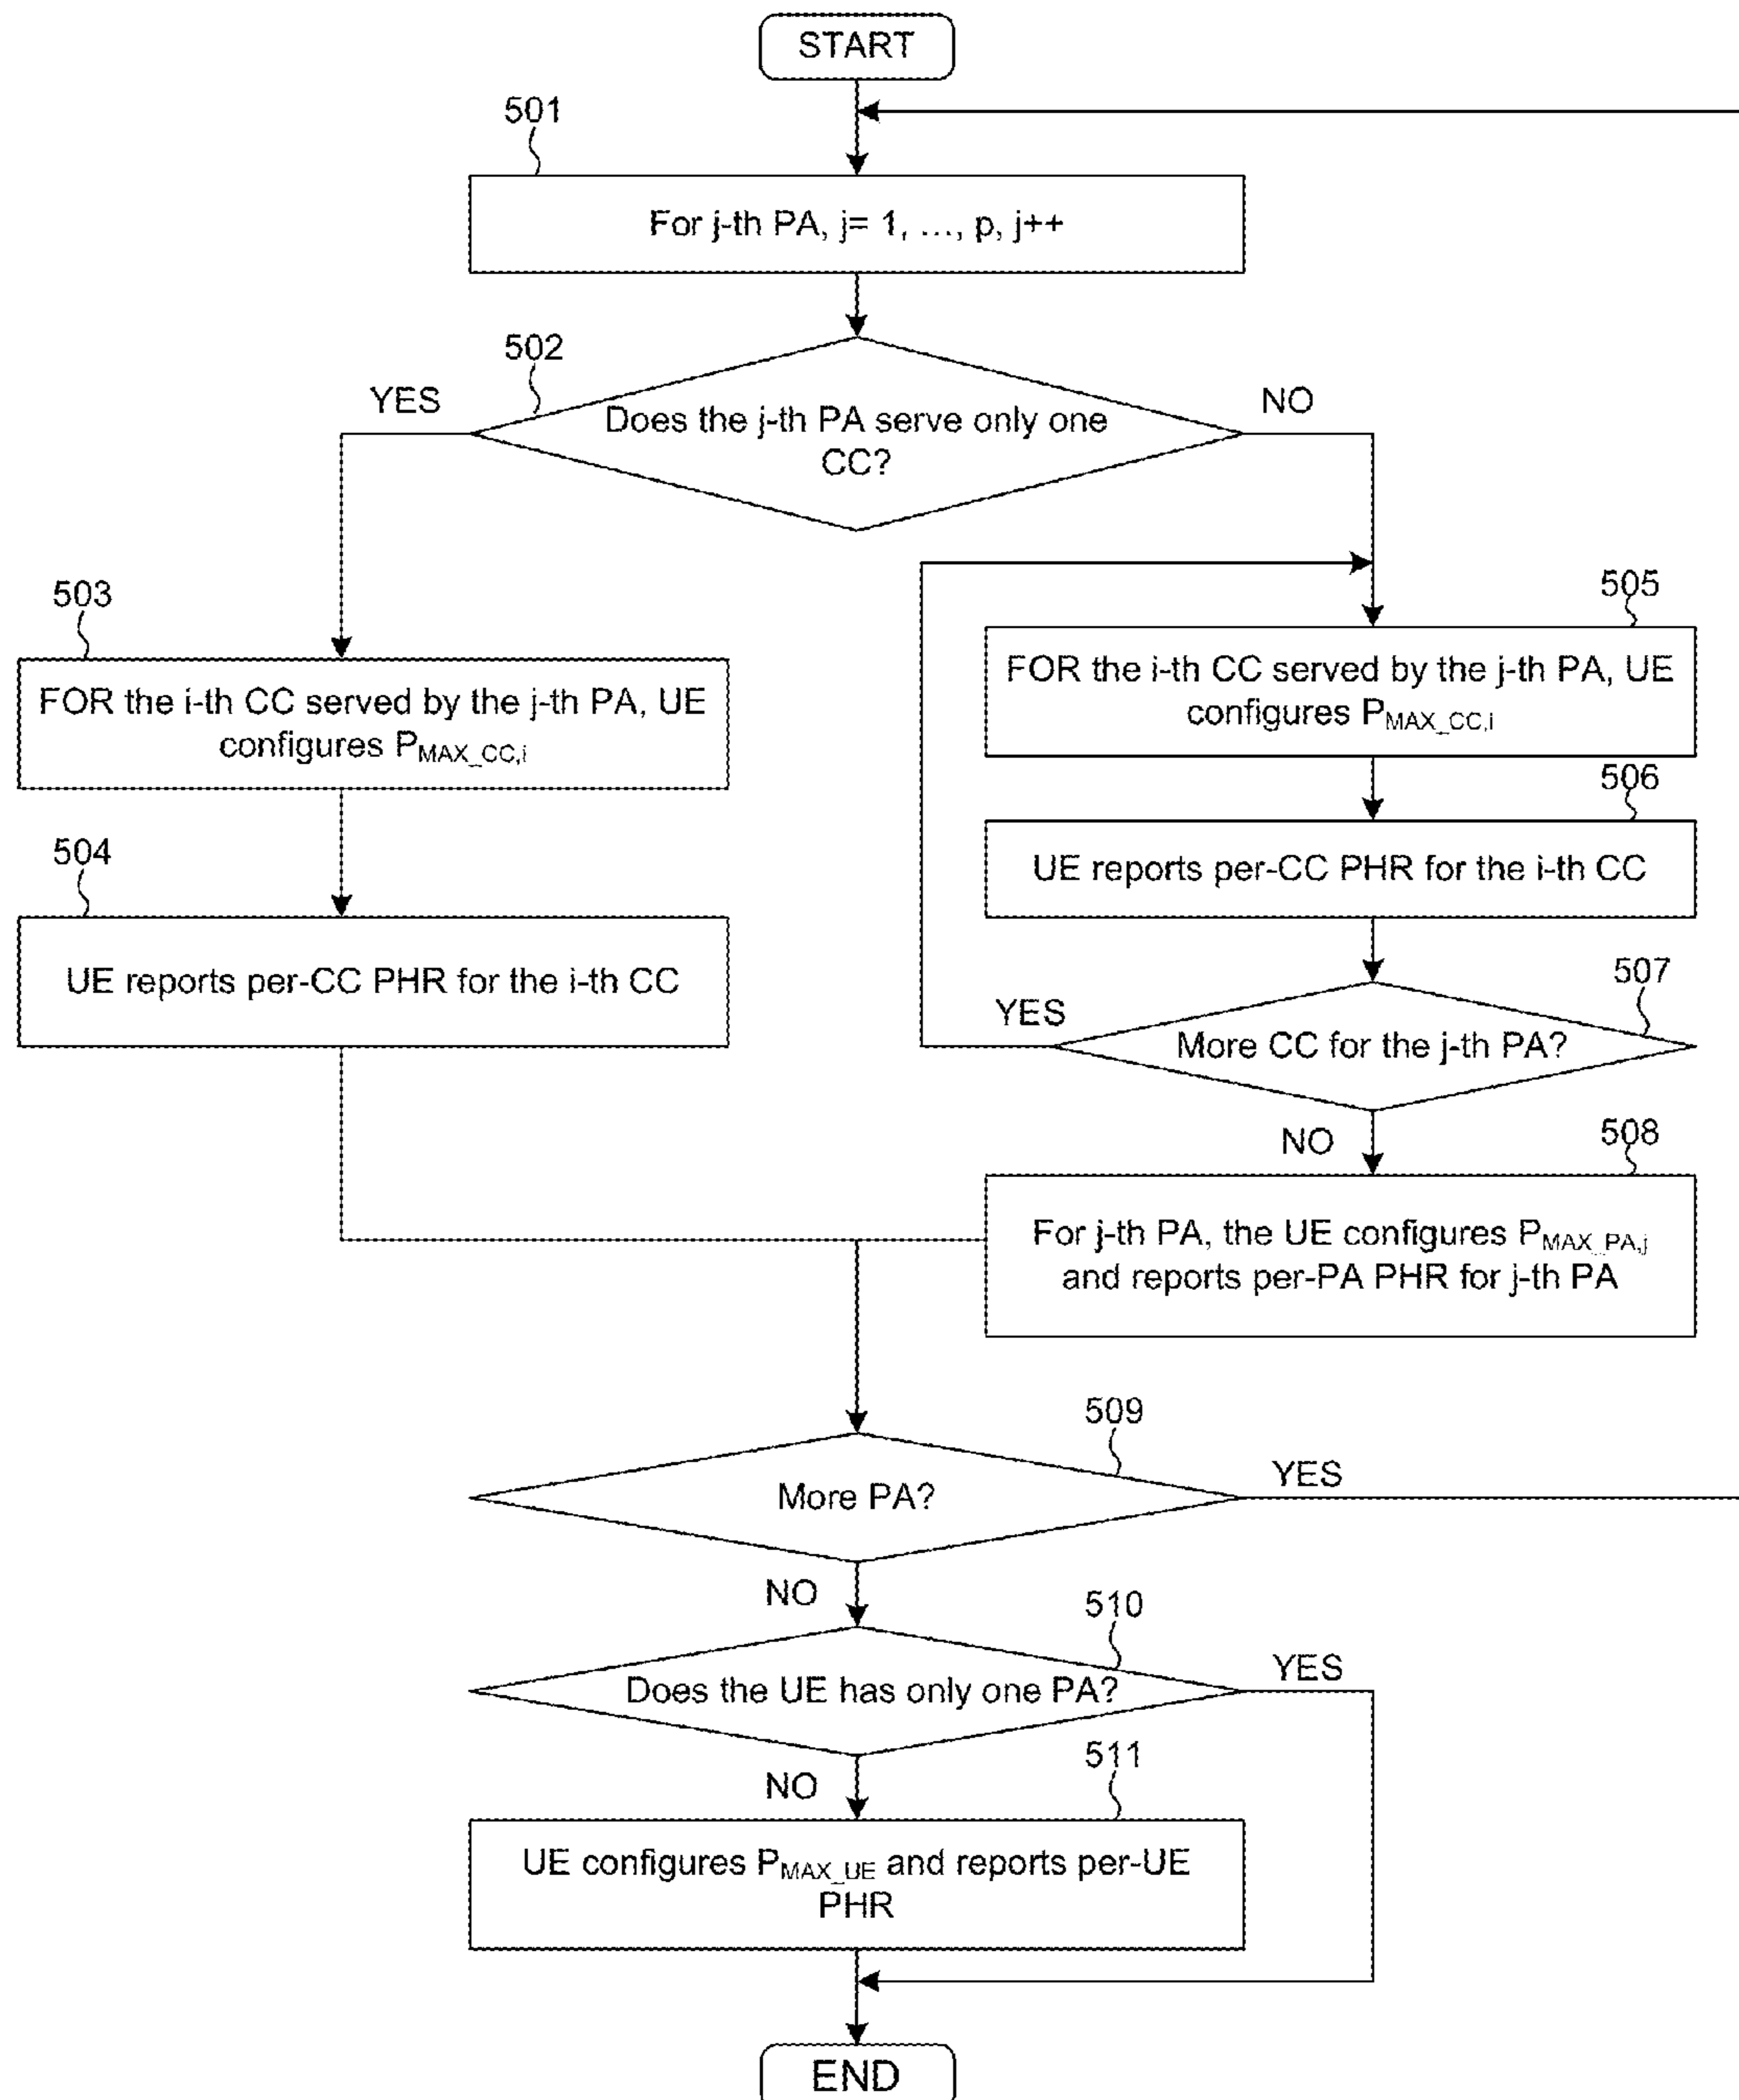 START
501
For j-th PA, j= 1, ..., p, j++
502
YES
NO
Does the j-th PA serve only one
CC?
503
FOR the i-th CC served by the j-th PA, UE
configures P_MAX_CC,i
504
UE reports per-CC PHR for the i-th CC
505
FOR the i-th CC served by the j-th PA, UE
configures P_MAX_CC,i
506
UE reports per-CC PHR for the i-th CC
507
YES
More CC for the j-th PA?
NO
508
For j-th PA, the UE configures P_MAX_PA,j
and reports per-PA PHR for j-th PA
509
More PA?
YES
NO
510
Does the UE has only one PA?
YES
NO
511
UE configures P_MAX_UE and reports per-UE
PHR
END